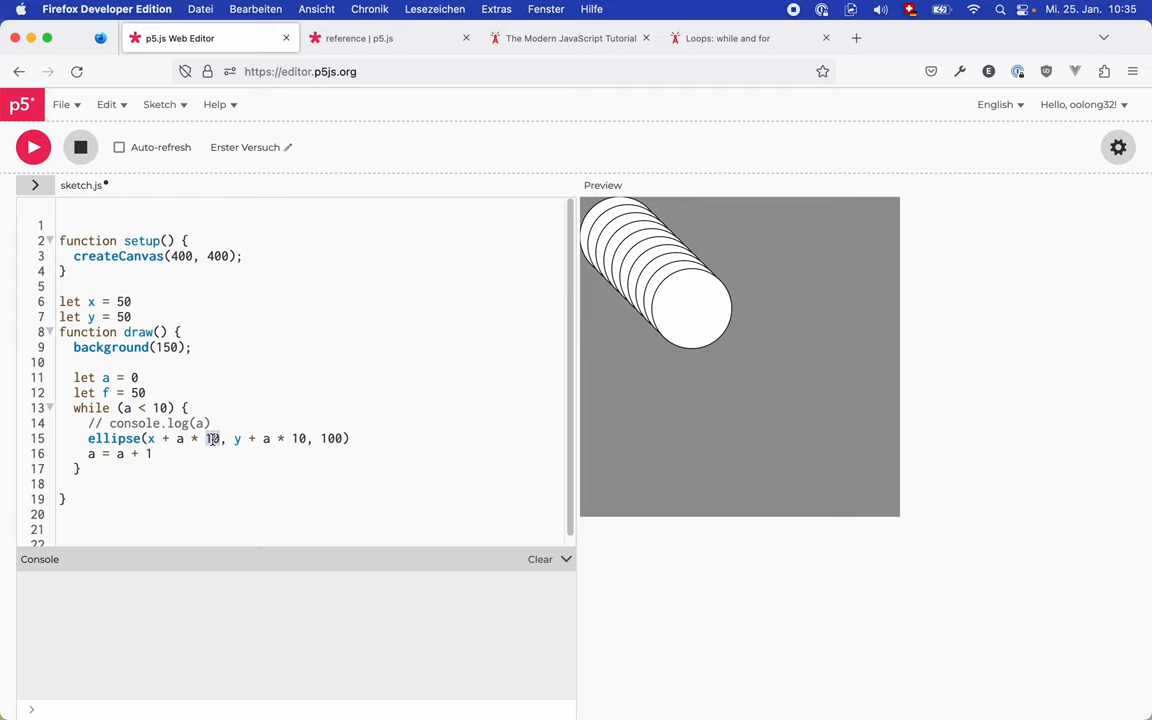 Firefox Developer Edition Datei Bearbeiten Ansicht Chronik Lesezeichen Extras Fenster Hilfe Mi. 25. Jan. 10:35
p5.js Web Editor reference | p5.js The Modern JavaScript Tutorial Loops: while and for
https://editor.p5js.org
p5* File Edit Sketch Help English Hello, oolong32!
Auto-refresh Erster Versuch
sketch.js Preview
1
2 function setup() {
3 createCanvas(400, 400);
4 }
5
6 let x = 50
7 let y = 50
8 function draw() {
9 background(150);
10
11 let a = 0
12 let f = 50
13 while (a < 10) {
14 // console.log(a)
15 ellipse(x + a * 10, y + a * 10, 100)
16 a = a + 1
17 }
18
19 }
20
21
22
Console Clear